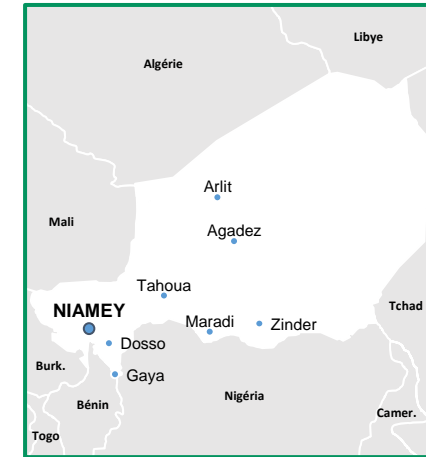 Libye
Algérie
Arlit
Mali
Agadez
Tahoua
Tchad
NIAMEY
Maradi
Zinder
Dosso
Burk.
Gaya
Nigéria
Bénin
Camer.
Togo